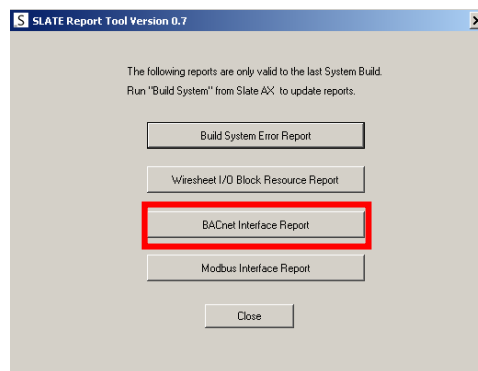 S SLATE Report Tool Version 0.7
The following reports are only valid to the last System Build.
Run "Build System" from Slate AX to update reports.
Build System Error Report
Wiresheet I/O Block Resource Report
BACnet Interface Report
Modbus Interface Report
Close